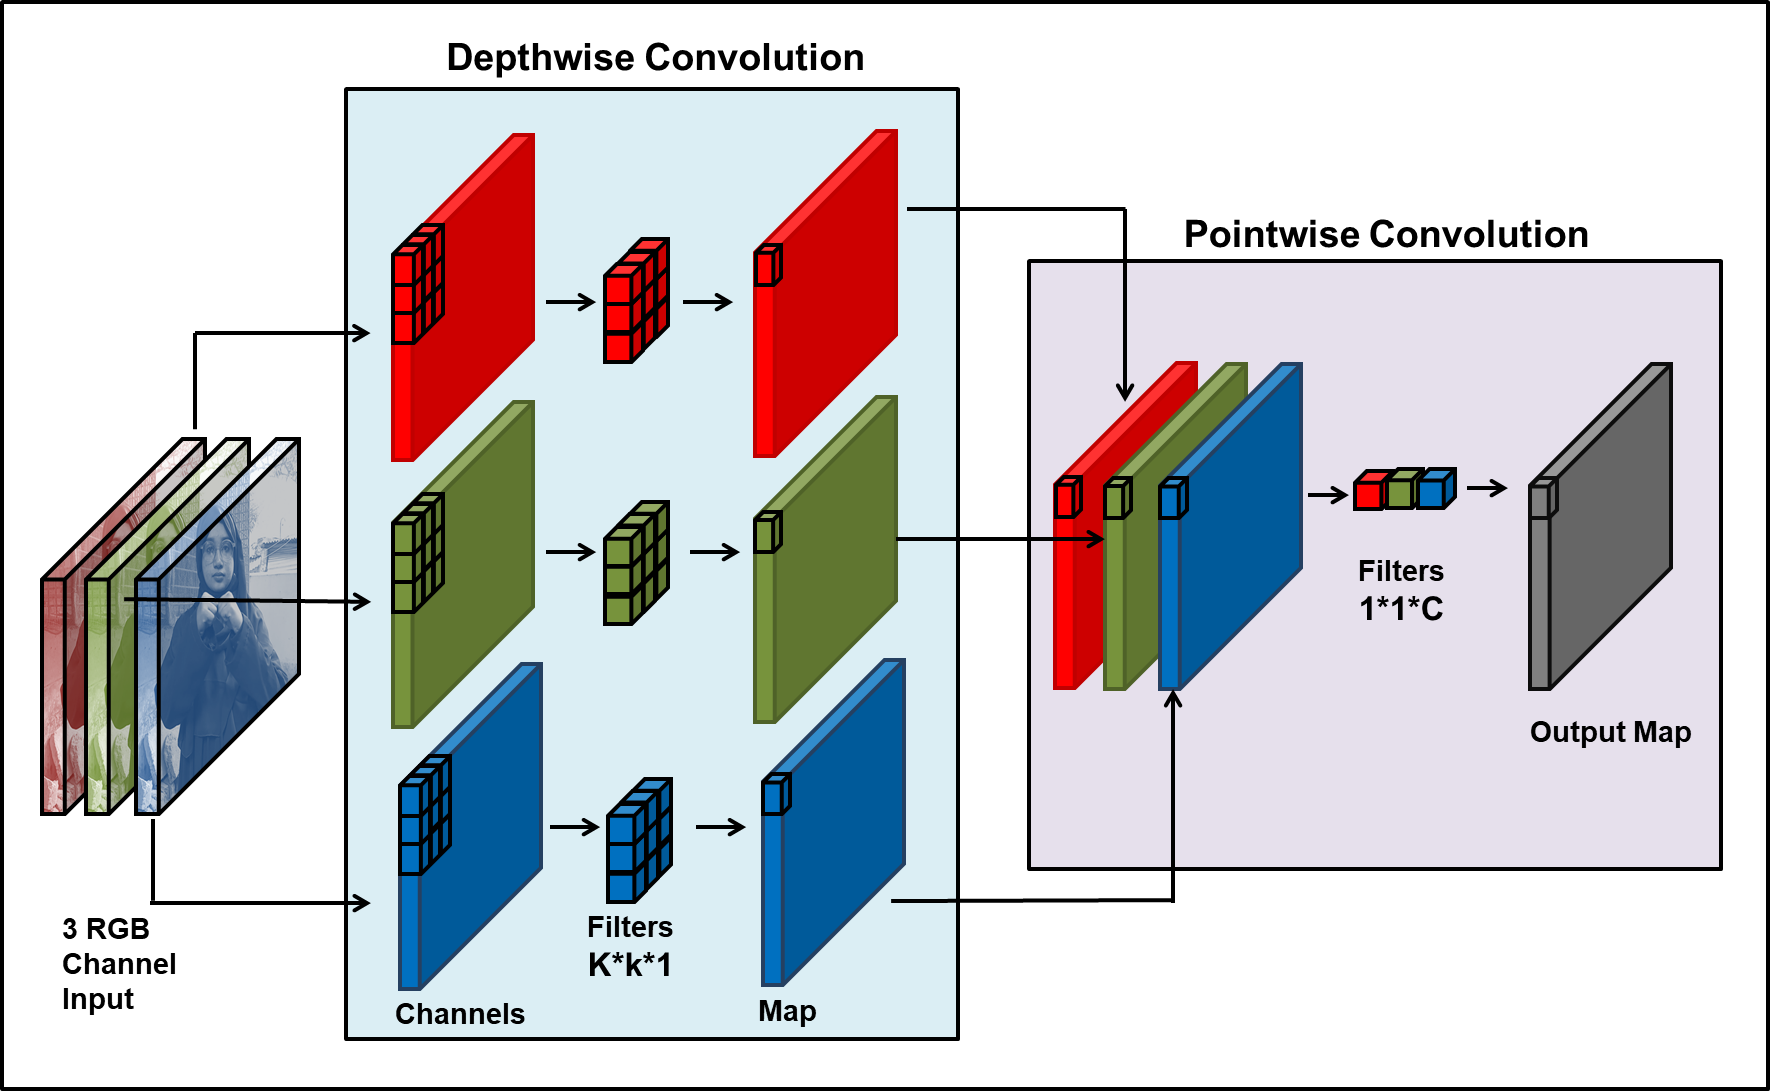 Depthwise Convolution
Pointwise Convolution
Filters
1*1*C
Output Map
3 RGB
Channel
Input
Filters
K*k*1
Channels
Map